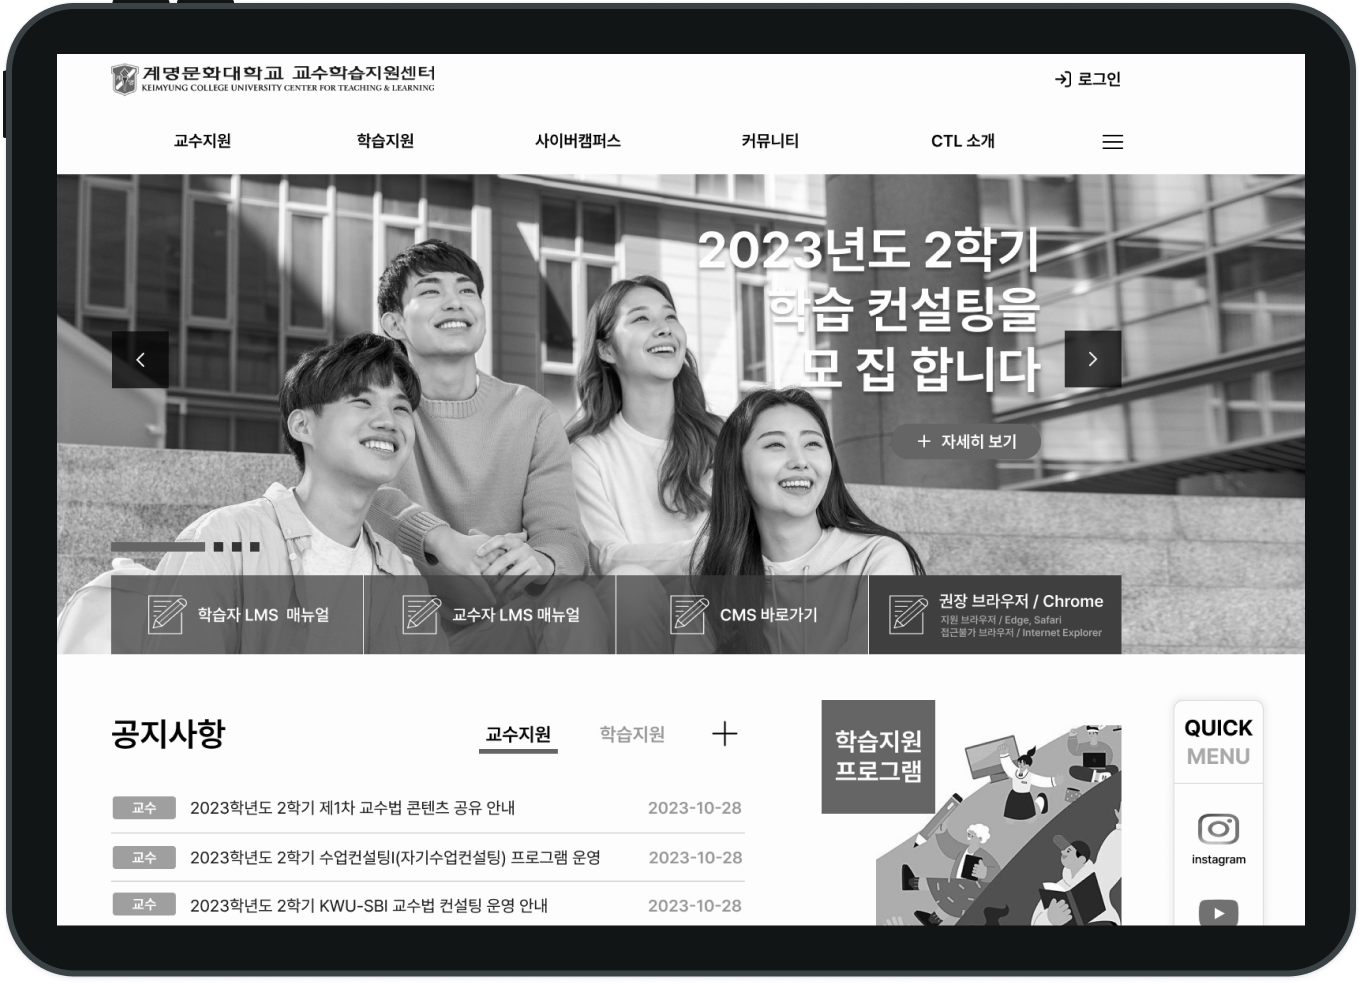 계명문화대학교 교수학습지원센터
KEIMYUNG COLLEGE UNIVERSITY CENTER FOR TEACHING & LEARNING
로그인
교수지원 학습지원 사이버캠퍼스 커뮤니티 CTL 소개
2023년도 2학기
학습 컨설팅을
모 집 합니다
자세히 보기
학습자 LMS 매뉴얼
교수자 LMS 매뉴얼
CMS 바로가기
권장 브라우저 / Chrome
지원 브라우저 / Edge, Safari
접근불가 브라우저 / Internet Explorer
공지사항
교수지원 학습지원
교수 2023학년도 2학기 제1차 교수법 콘텐츠 공유 안내 2023-10-28
교수 2023학년도 2학기 수업컨설팅I(자기수업컨설팅) 프로그램 운영 2023-10-28
교수 2023학년도 2학기 KWU-SBI 교수법 컨설팅 운영 안내 2023-10-28
학습지원
프로그램
QUICK
MENU
instagram